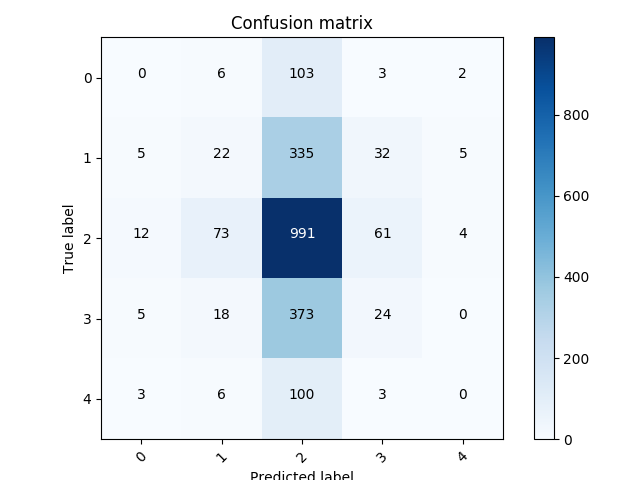 Confusion matrix
0 0 6 103 3 2
1 5 22 335 32 5
2 12 73 991 61 4
3 5 18 373 24 0
4 3 6 100 3 0
0 1 2 3 4
True label
Predicted label
800
600
400
200
0